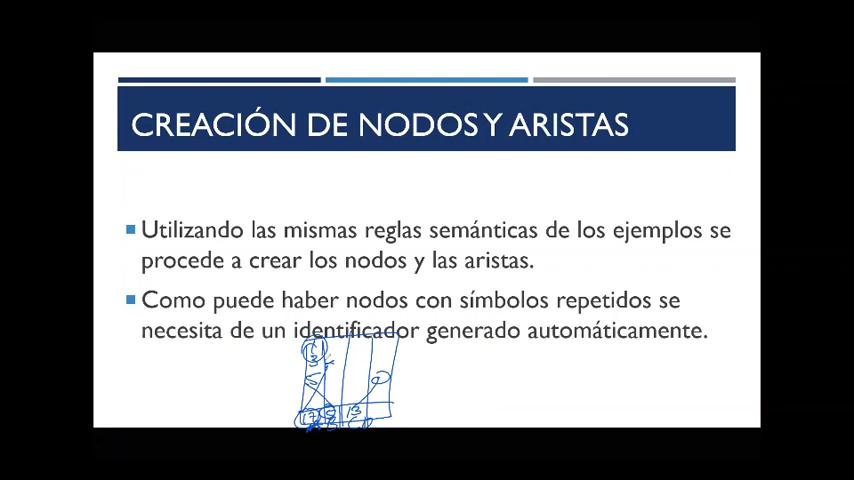 CREACIÓN DE NODOS Y ARISTAS
Utilizando las mismas reglas semánticas de los ejemplos se
procede a crear los nodos y las aristas.
Como puede haber nodos con símbolos repetidos se
necesita de un identificador generado automáticamente.